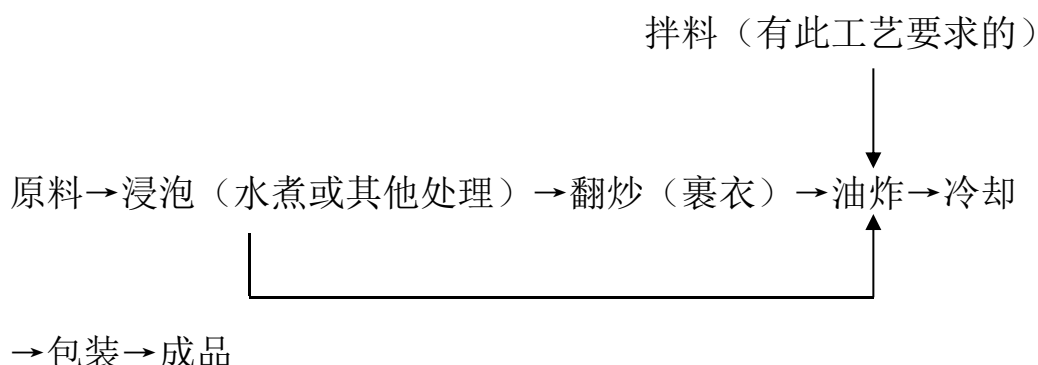 拌料（有此工艺要求的）
原料→浸泡（水煮或其他处理）→翻炒（裹衣）→油炸→冷却
→包装→成品